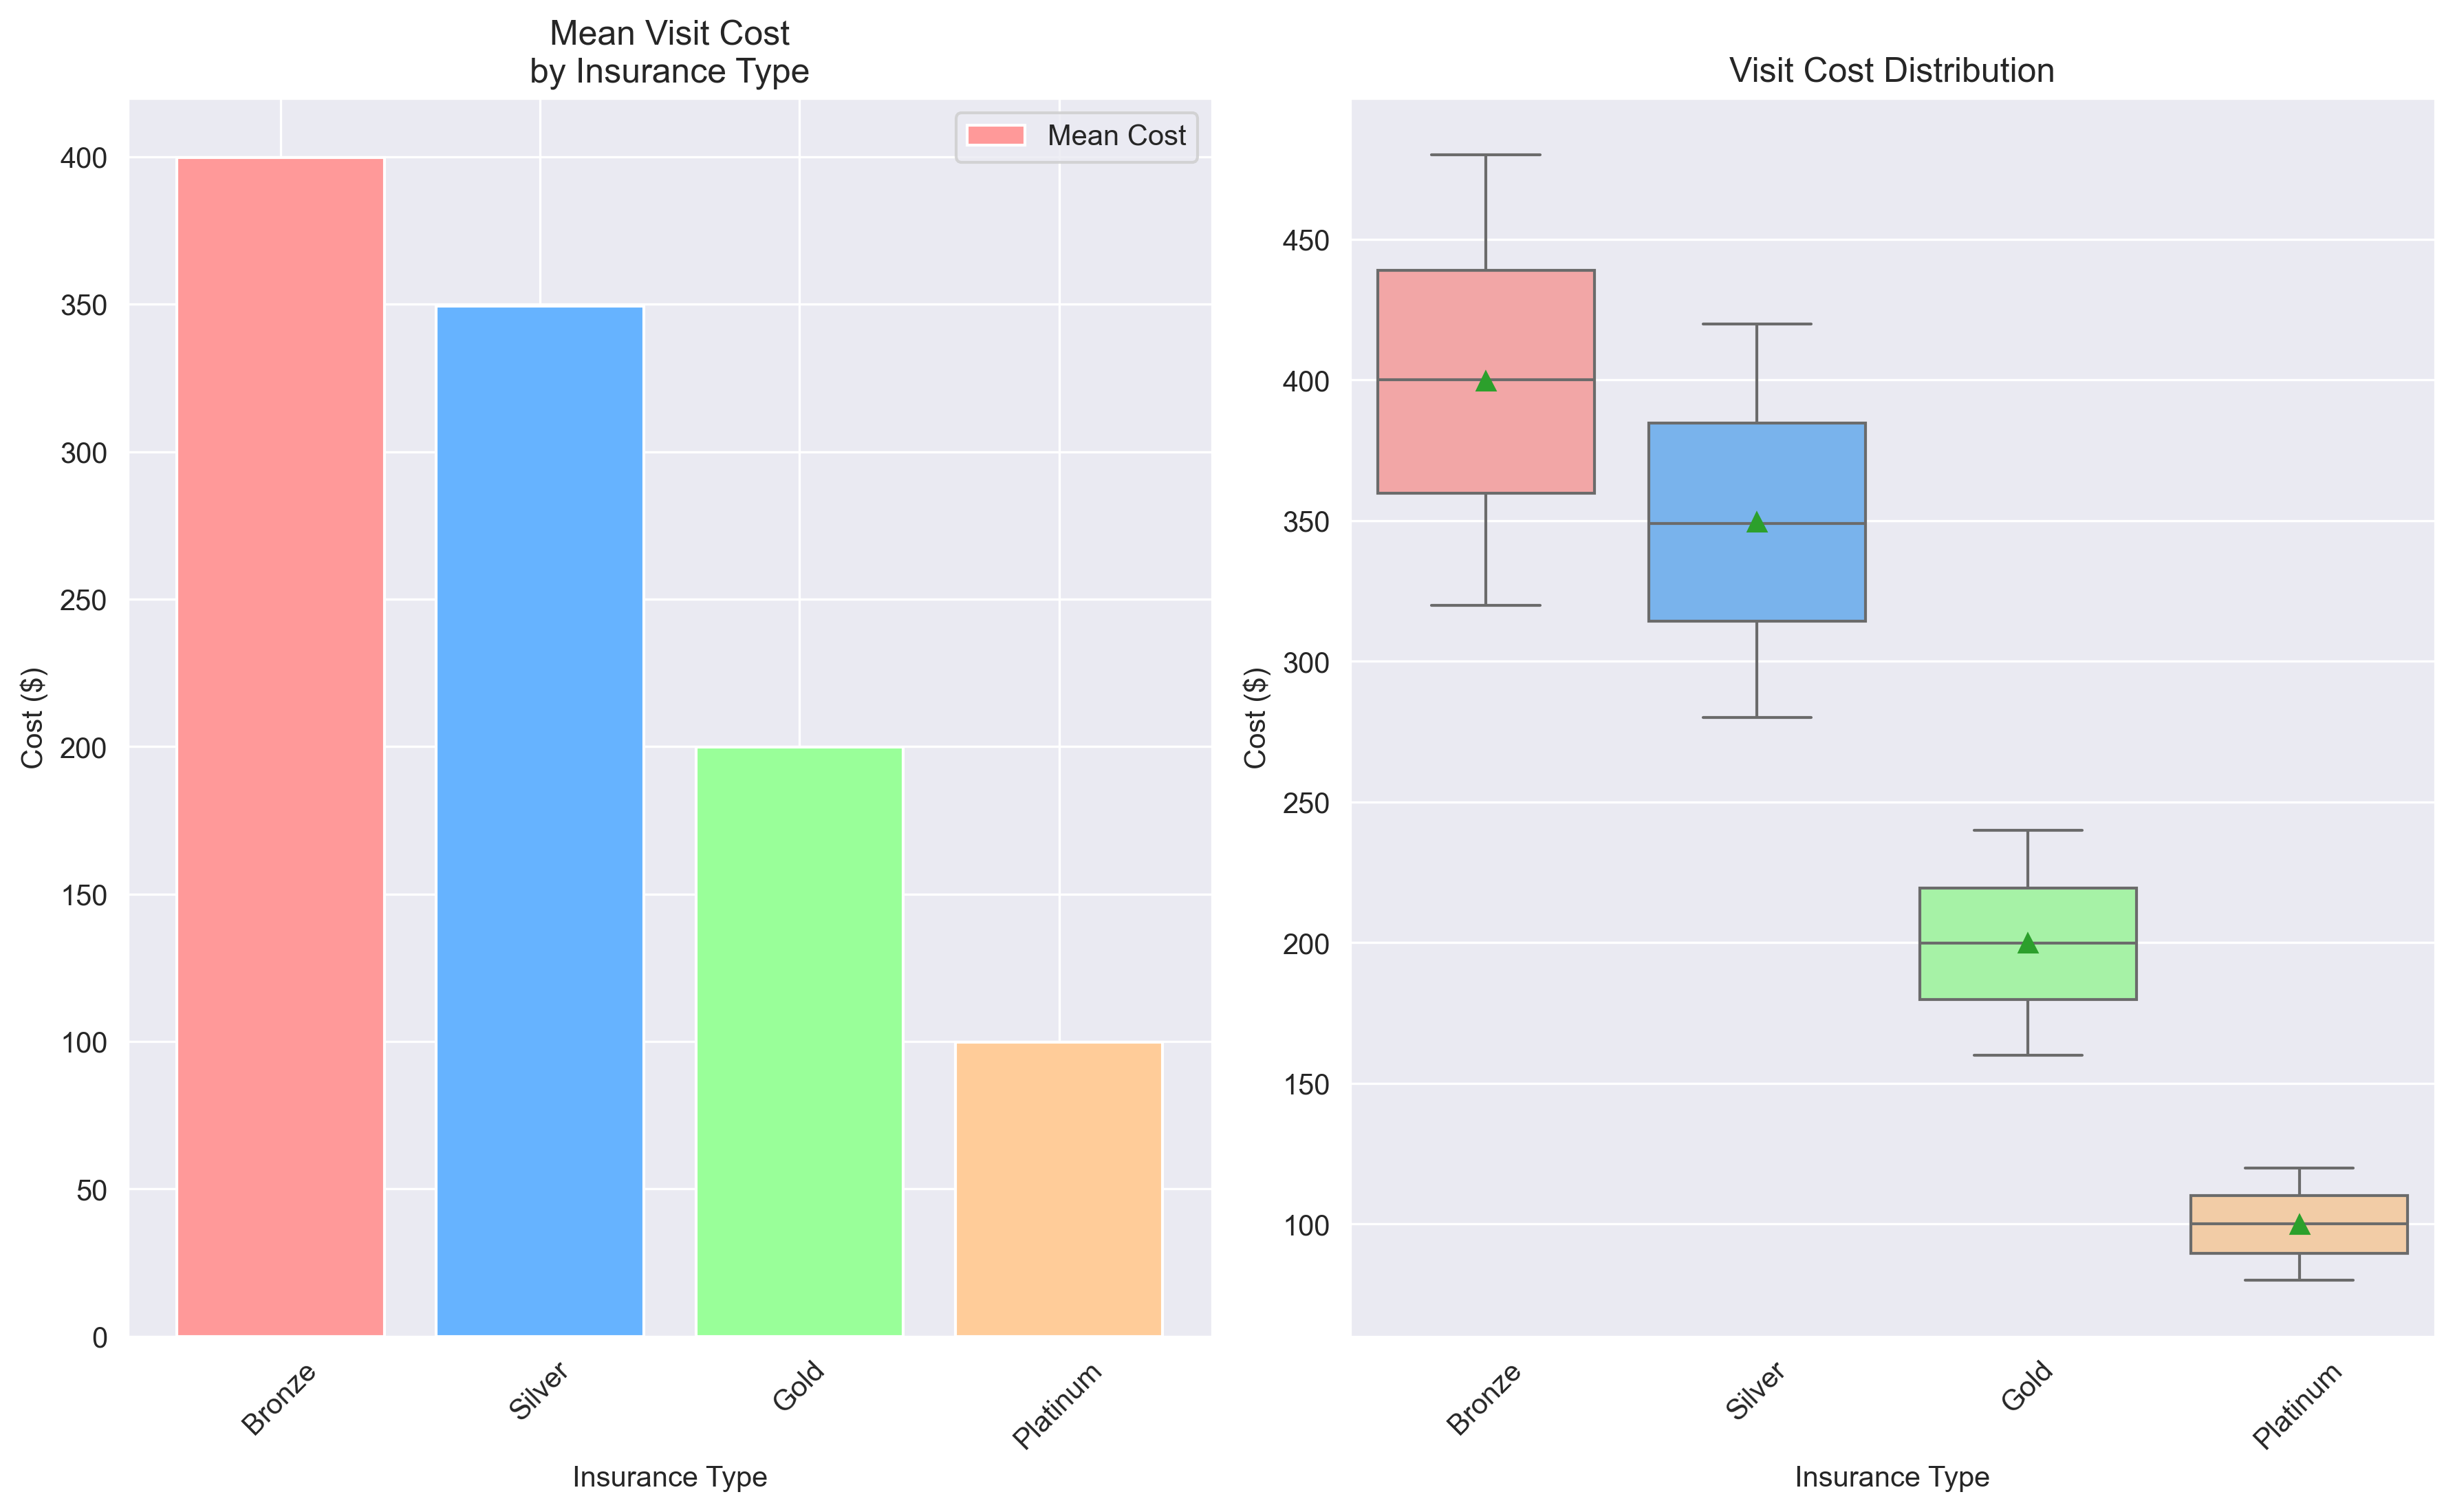 Mean Visit Cost
by Insurance Type
Mean Cost
400
350
300
250
200
150
100
50
0
Cost ($)
Bronze
Silver
Gold
Platinum
Insurance Type
Visit Cost Distribution
450
400
350
300
250
200
150
100
Cost ($)
Bronze
Silver
Gold
Platinum
Insurance Type